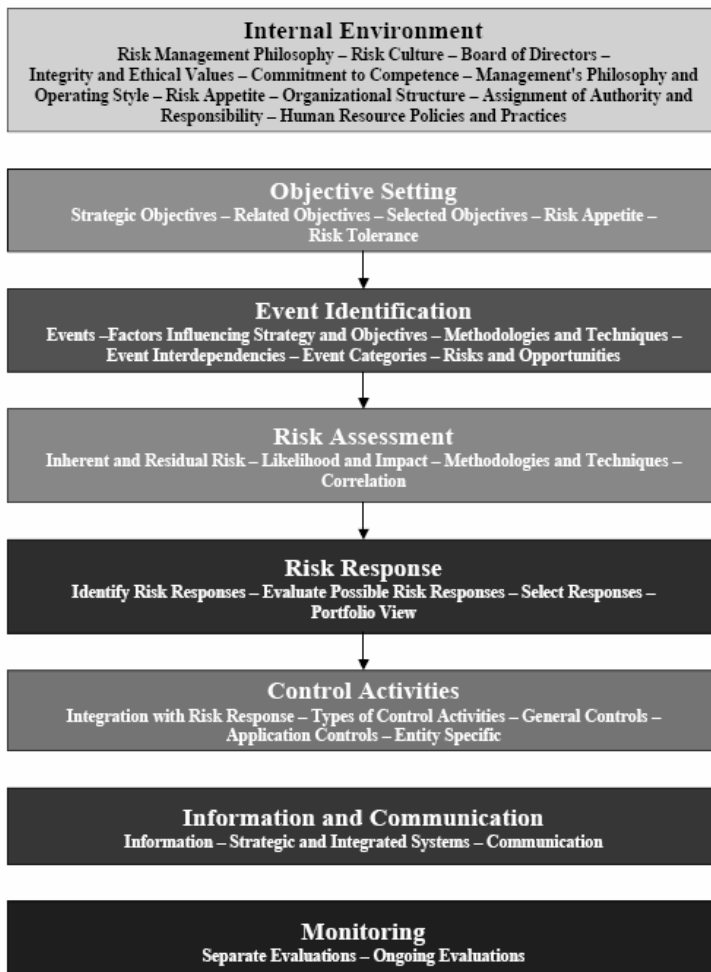 Internal Environment
Risk Management Philosophy – Risk Culture – Board of Directors –
Integrity and Ethical Values – Commitment to Competence – Management's Philosophy and
Operating Style – Risk Appetite – Organizational Structure – Assignment of Authority and
Responsibility – Human Resource Policies and Practices
Objective Setting
Strategic Objectives – Related Objectives – Selected Objectives – Risk Appetite –
Risk Tolerance
Event Identification
Events –Factors Influencing Strategy and Objectives – Methodologies and Techniques –
Event Interdependencies – Event Categories – Risks and Opportunities
Risk Assessment
Inherent and Residual Risk – Likelihood and Impact – Methodologies and Techniques –
Correlation
Risk Response
Identify Risk Responses – Evaluate Possible Risk Responses – Select Responses –
Portfolio View
Control Activities
Integration with Risk Response – Types of Control Activities – General Controls –
Application Controls – Entity Specific
Information and Communication
Information – Strategic and Integrated Systems – Communication
Monitoring
Separate Evaluations – Ongoing Evaluations